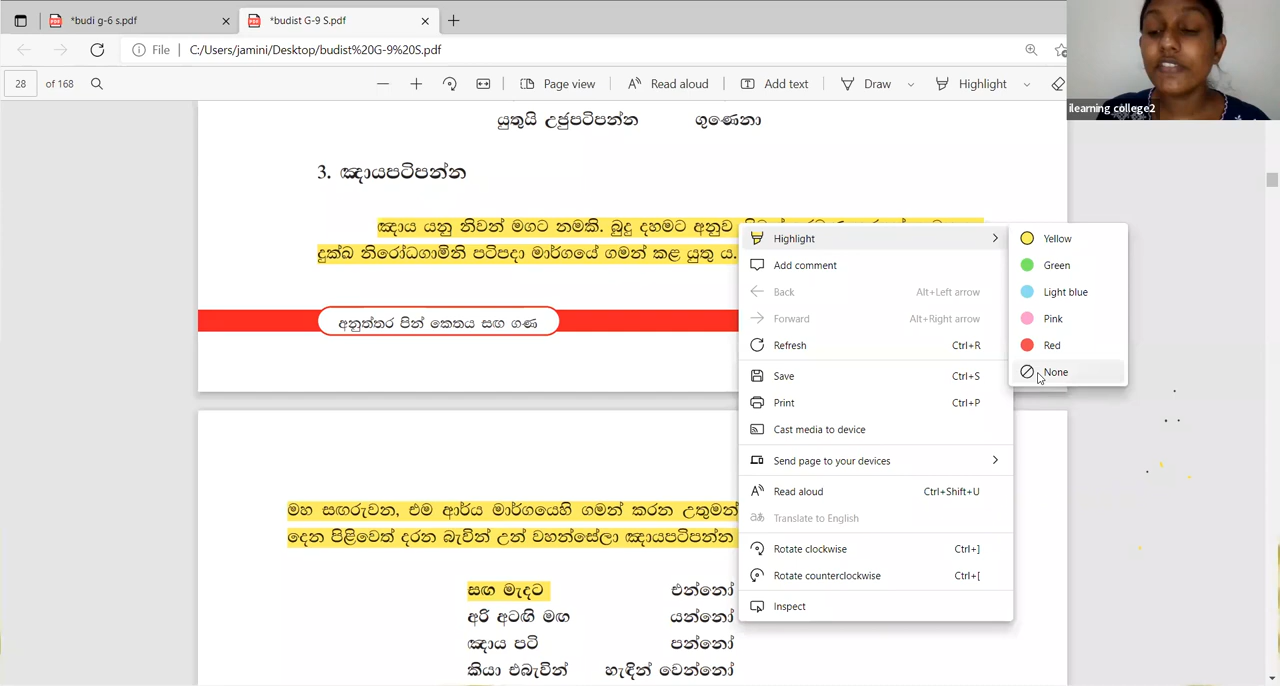 *budi g-6 s.pdf
*budist G-9 S.pdf
File C:/Users/jamini/Desktop/budist%20G-9%20S.pdf
28 of 168 Page view Read aloud Add text Draw Highlight
ilearning college2
යුතුයි උජුපටිපන්න ගුණෙනා
3. ඤායපටිපන්න
ඤාය යනු නිවන් මගට නමකි. බුදු දහමට අනුව
දුක්ඛ නිරෝධගාමිනි පටිපදා මාර්ගයේ ගමන් කළ යුතු ය.
අනුත්තර පින් කෙතය සඟ ගණ
මහ සඟරුවන, එම ආර්ය මාර්ගයෙහි ගමන් කරන උතුමන්
දෙන පිළිවෙත් දරන බැවින් උන් වහන්සේලා ඤායපටිපන්න
සඟ මැදට එන්නෝ
අරි අටඟි මඟ යන්නෝ
ඤාය පටි පන්නෝ
කියා එබැවින් හැඳින් වෙන්නෝ
Highlight
Add comment
Back Alt+Left arrow
Forward Alt+Right arrow
Refresh Ctrl+R
Save Ctrl+S
Print Ctrl+P
Cast media to device
Send page to your devices
Read aloud Ctrl+Shift+U
Translate to English
Rotate clockwise Ctrl+]
Rotate counterclockwise Ctrl+[
Inspect
Yellow
Green
Light blue
Pink
Red
None